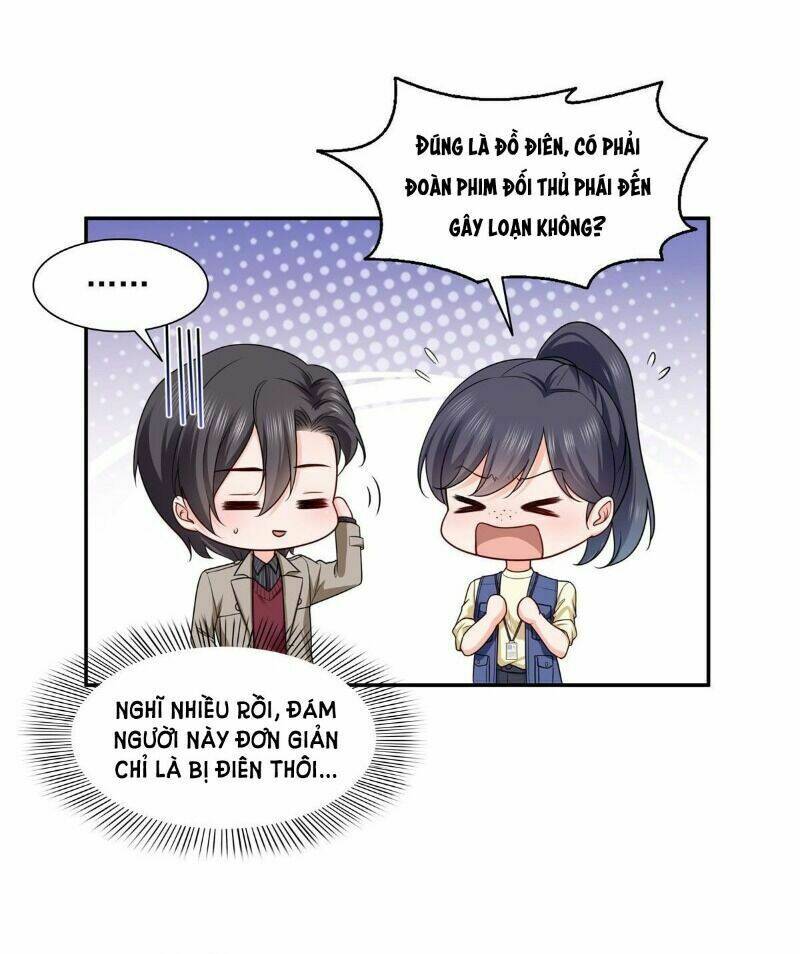 ĐÚNG LÀ ĐỒ ĐIÊN, CÓ PHẢI
ĐOÀN PHIM ĐỐI THỦ PHÁI ĐẾN
GÂY LOẠN KHÔNG?
......
NGHĨ NHIỀU RỒI, ĐÁM
NGƯỜI NÀY ĐƠN GIẢN
CHỈ LÀ BỊ ĐIÊN THÔI...